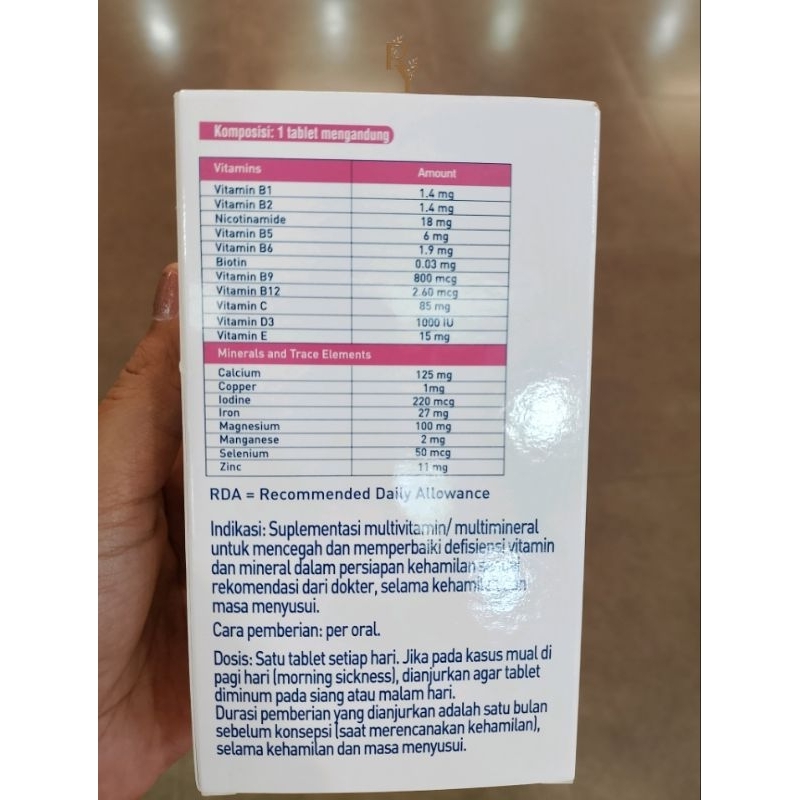 Komposisi: 1 tablet mengandung
Vitamins Amount
Vitamin B1 1.4 mg
Vitamin B2 1.4 mg
Nicotinamide 18 mg
Vitamin B5 6 mg
Vitamin B6 1.9 mg
Biotin 0.03 mg
Vitamin B9 800 mcg
Vitamin B12 2.60 mcg
Vitamin C 85 mg
Vitamin D3 1000 IU
Vitamin E 15 mg
Minerals and Trace Elements
Calcium 125 mg
Copper 1mg
Iodine 220 mcg
Iron 27 mg
Magnesium 100 mg
Manganese 2 mg
Selenium 50 mcg
Zinc 11 mg
RDA = Recommended Daily Allowance
Indikasi: Suplementasi multivitamin/ multimineral
untuk mencegah dan memperbaiki defisiensi vitamin
dan mineral dalam persiapan kehamilan
rekomendasi dari dokter, selama
masa menyusui.
Cara pemberian: per oral.
Dosis: Satu tablet setiap hari. Jika pada kasus mual di
pagi hari (morning sickness), dianjurkan agar tablet
diminum pada siang atau malam hari.
Durasi pemberian yang dianjurkan adalah satu bulan
sebelum konsepsi (saat merencanakan kehamilan),
selama kehamilan dan masa menyusui.